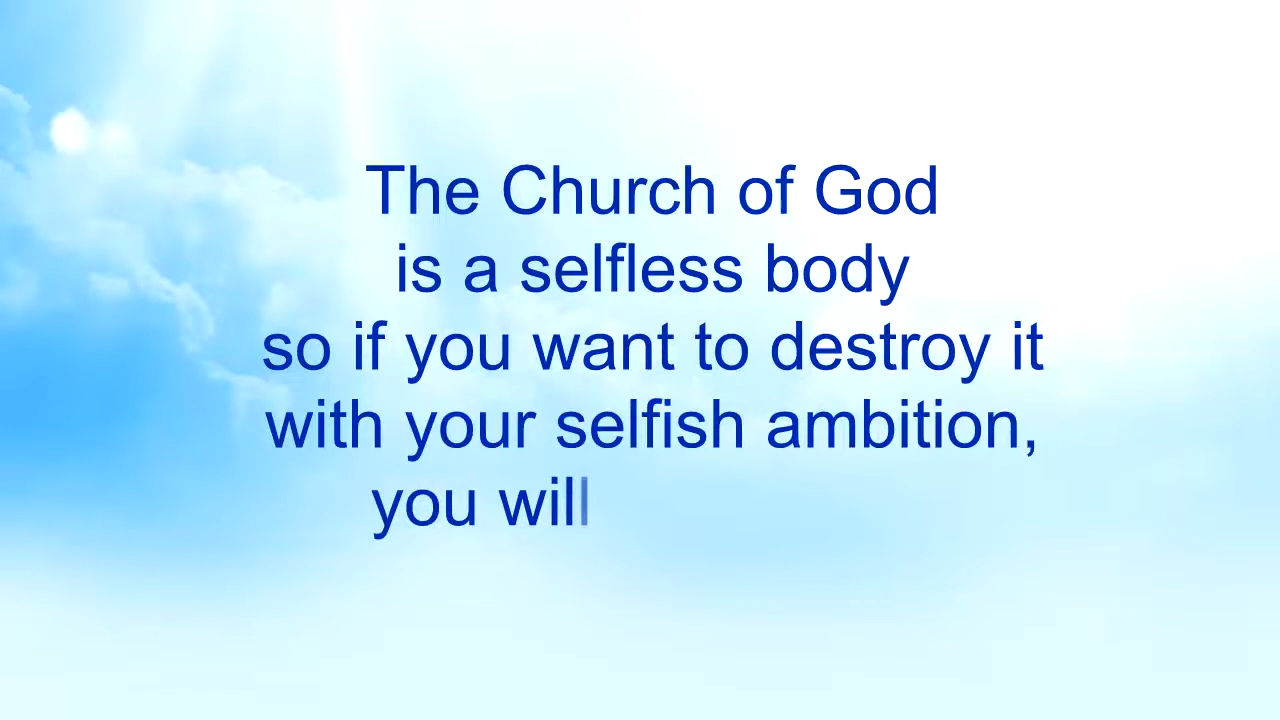 The Church of God
is a selfless body
so if you want to destroy it
with your selfish ambition,
you will